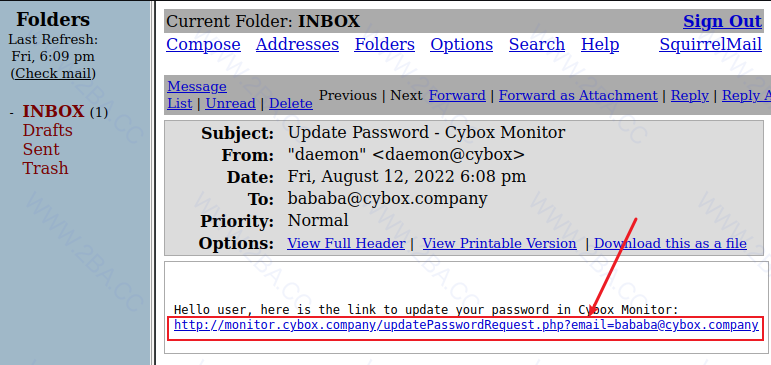 Folders
Last Refresh:
Fri, 6:09 pm
(Check mail)
- INBOX (1)
Drafts
Sent
Trash
Current Folder: INBOX Sign Out
Compose Addresses Folders Options Search Help SquirrelMail
Message
List | Unread | Delete Previous | Next Forward | Forward as Attachment | Reply | Reply A
Subject: Update Password - Cybox Monitor
From: "daemon" <daemon@cybox>
Date: Fri, August 12, 2022 6:08 pm
To: bababa@cybox.company
Priority: Normal
Options: View Full Header | View Printable Version | Download this as a file
Hello user, here is the link to update your password in Cybox Monitor:
http://monitor.cybox.company/updatePasswordRequest.php?email=bababa@cybox.company
WWW.2BA.CC